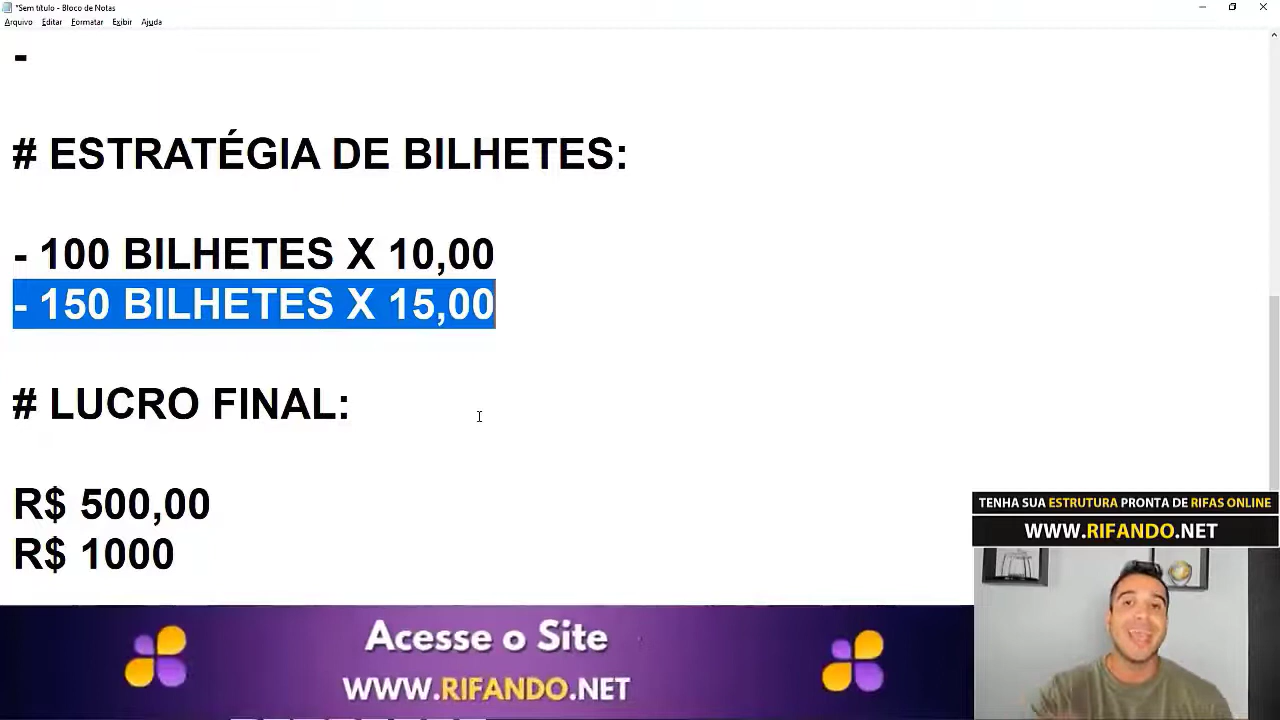 *Sem título - Bloco de Notas
Arquivo Editar Formatar Exibir Ajuda
-
# ESTRATÉGIA DE BILHETES:
- 100 BILHETES X 10,00
- 150 BILHETES X 15,00
# LUCRO FINAL:
R$ 500,00
R$ 1000
TENHA SUA ESTRUTURA PRONTA DE RIFAS ONLINE
WWW.RIFANDO.NET
Acesse o Site
WWW.RIFANDO.NET